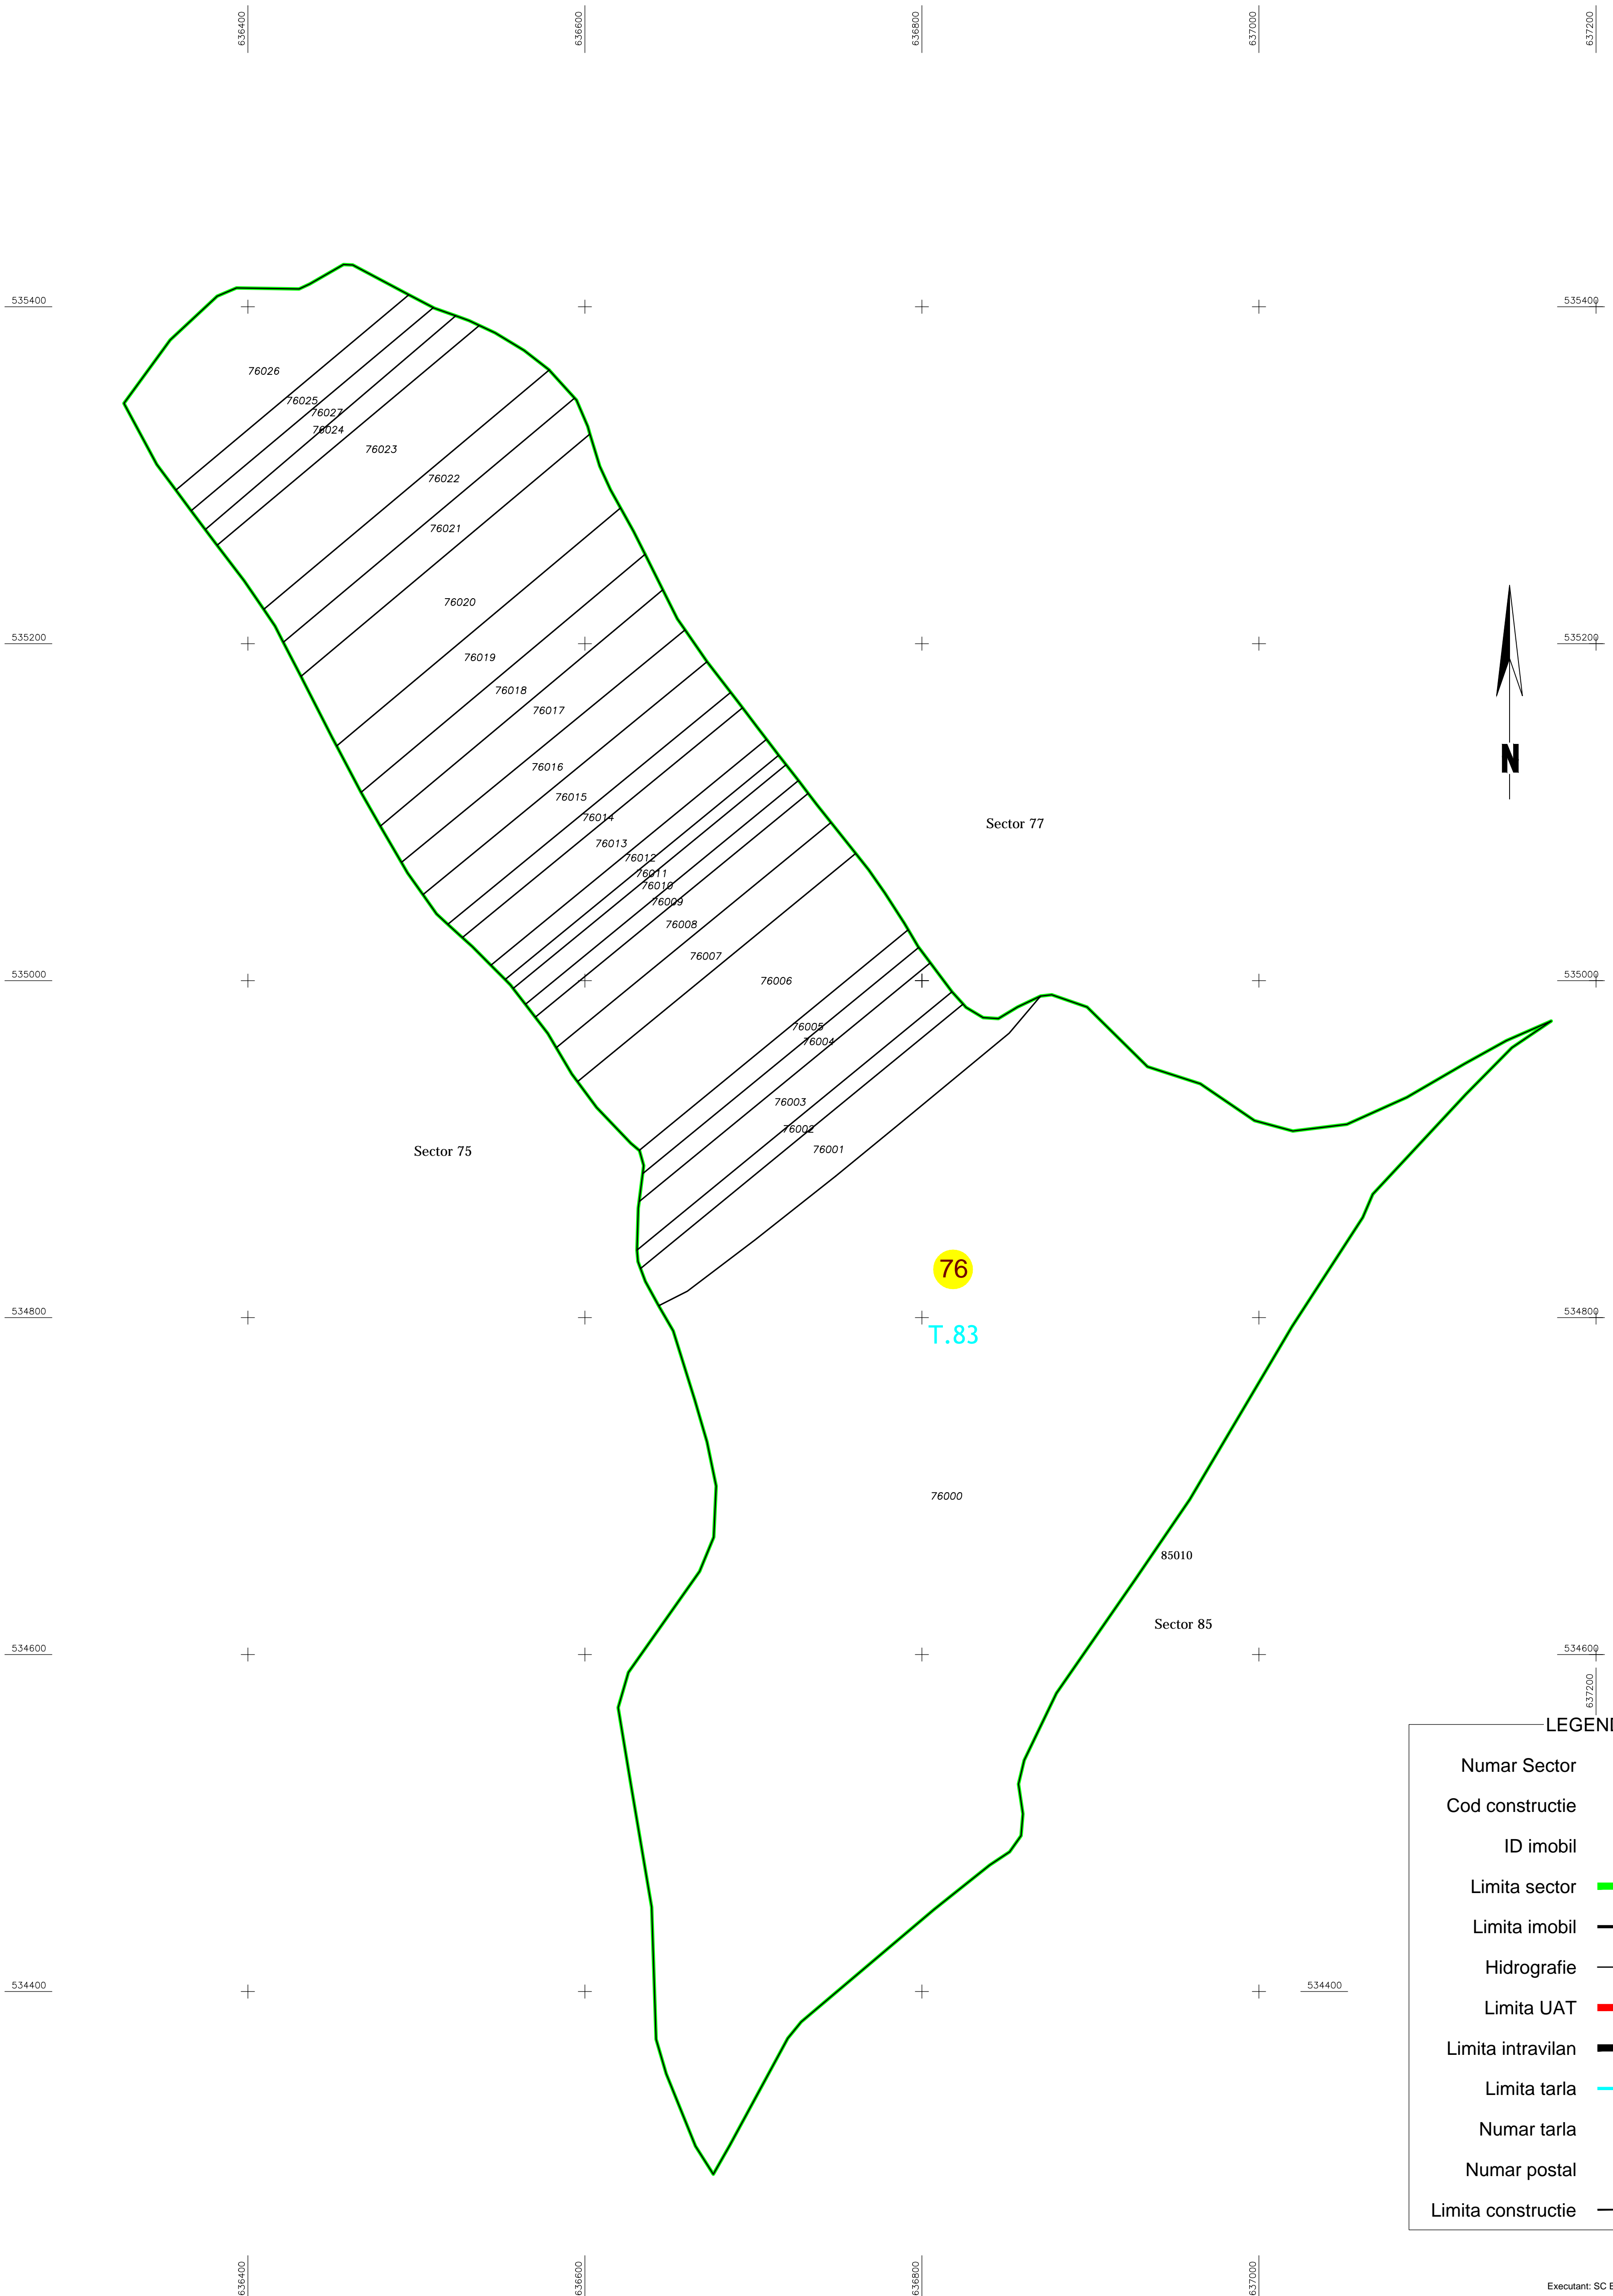 636400
636600
636800
637000
637200
535400
535400
76026
76025
76027
76024
76023
76022
76021
76020
535200
535200
76019
76018
76017
N
76016
76015
76014
Sector 77
76013
76012
76011
76010
76009
76008
76007
535000
76006
535000
76005
76004
76003
76002
Sector 75
76001
76
534800
534800
T.83
76000
85010
Sector 85
534600
534600
637200
LEGEN
Numar Sector
Cod constructie
ID imobil
Limita sector
Limita imobil
Hidrografie
534400
534400
Limita UAT
Limita intravilan
Limita tarla
Numar tarla
Numar postal
Limita constructie
636400
636600
636800
637000
Executant: SC